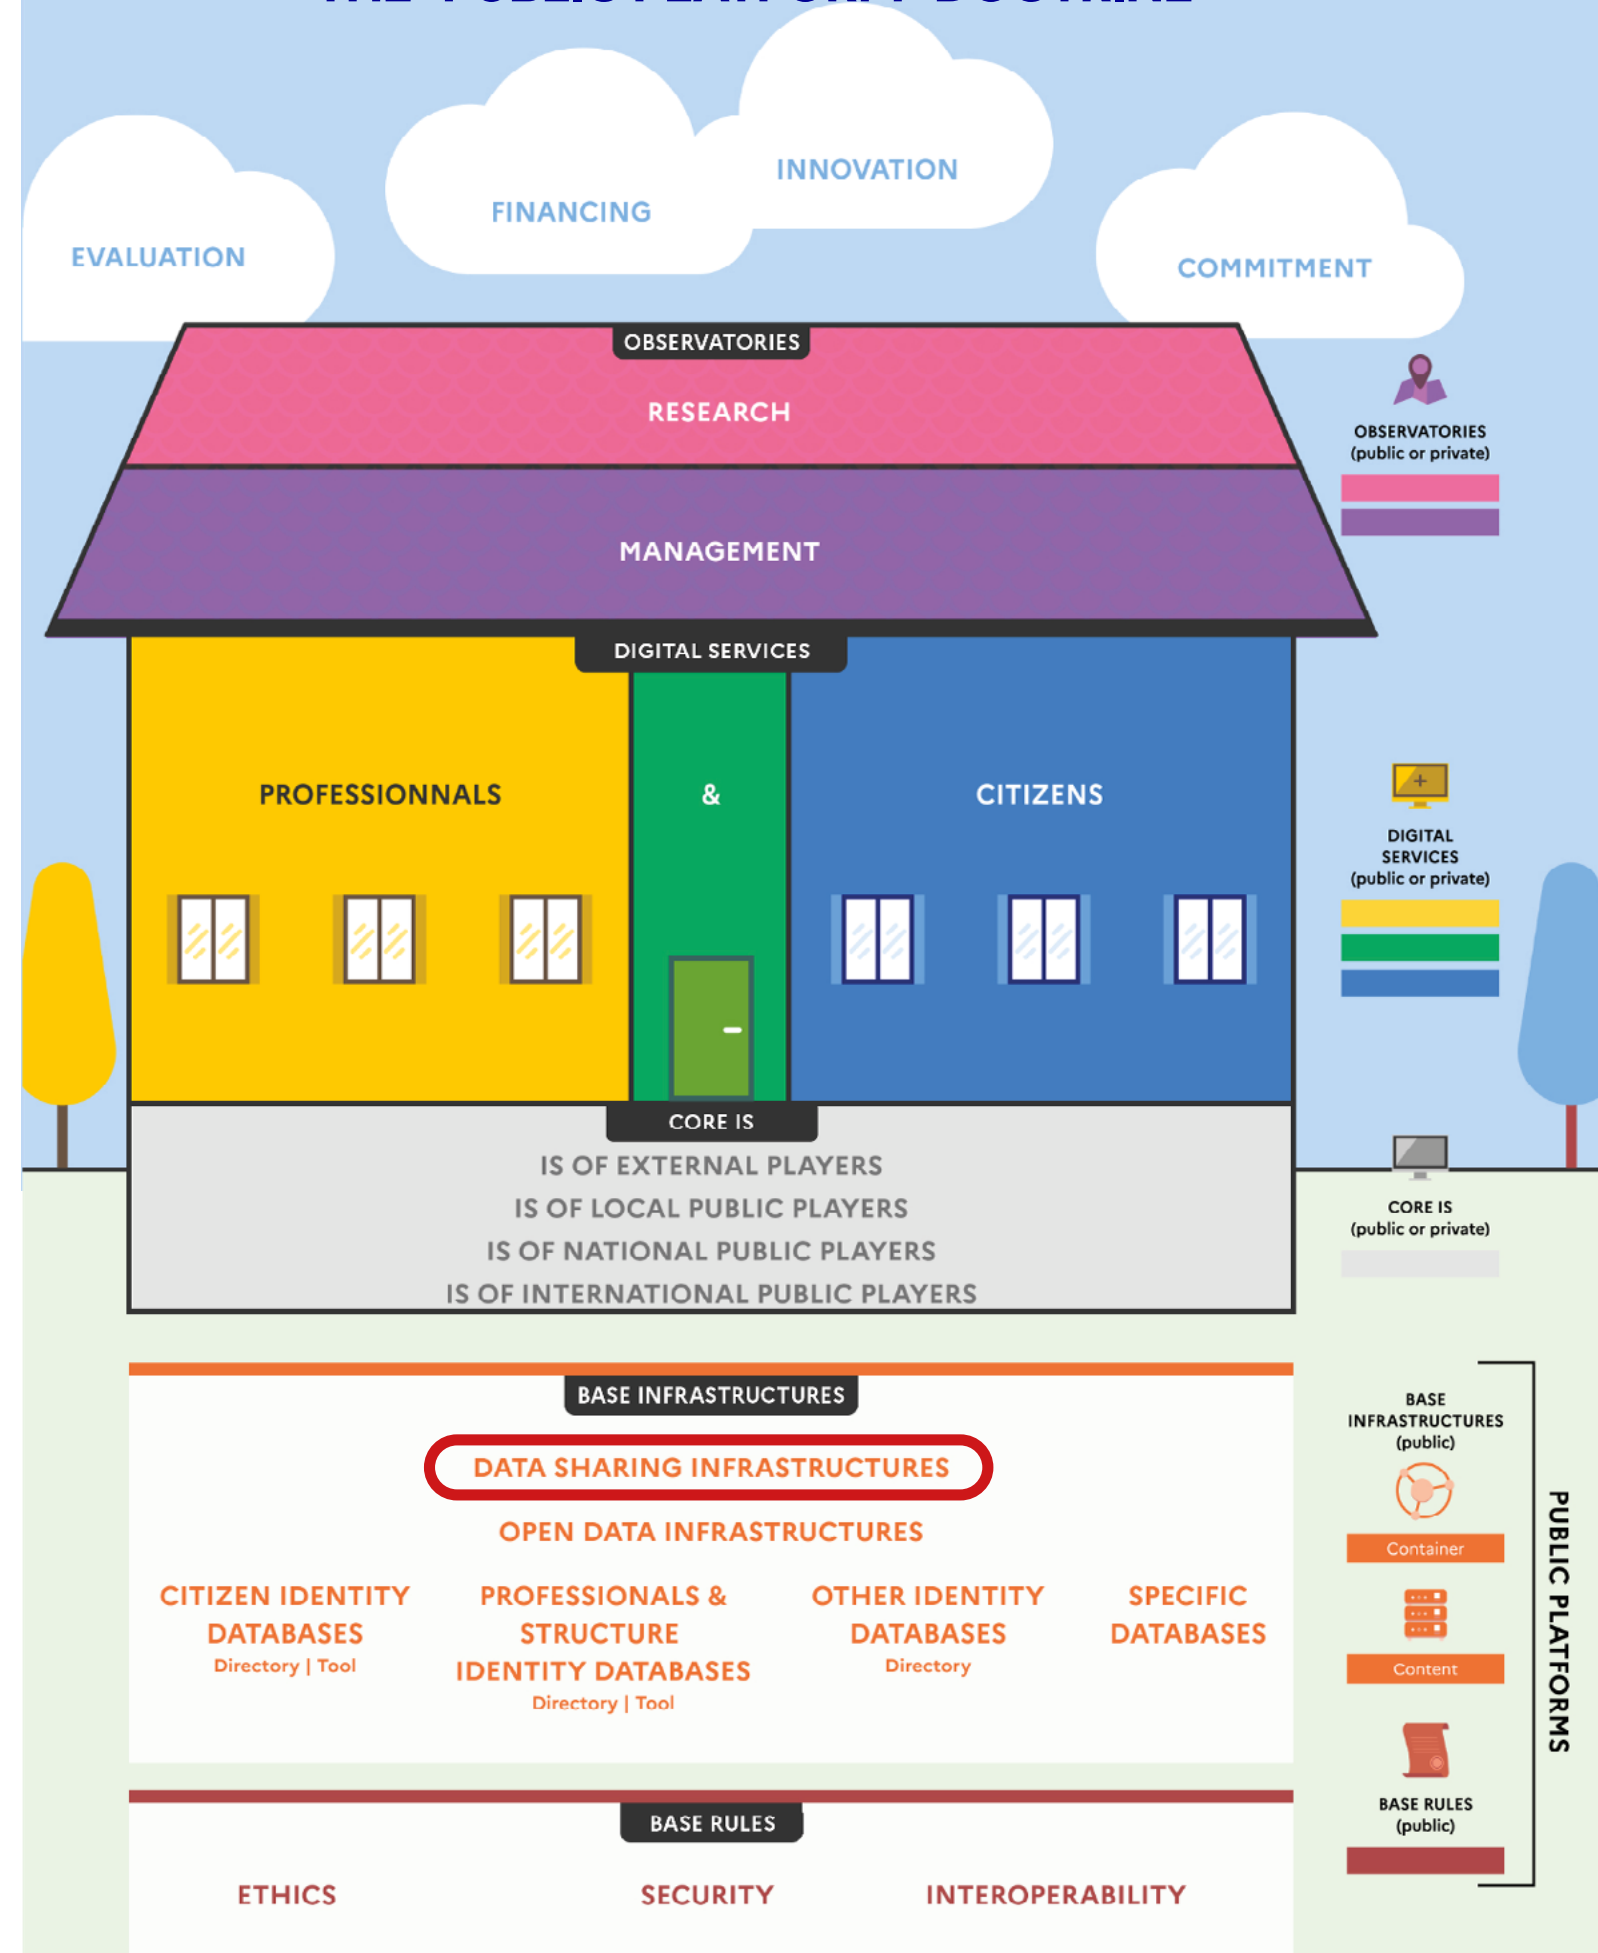 INNOVATION
FINANCING
EVALUATION
COMMITMENT
OBSERVATORIES
RESEARCH
MANAGEMENT
OBSERVATORIES
(public or private)
DIGITAL SERVICES
PROFESSIONNALS
&
CITIZENS
DIGITAL
SERVICES
(public or private)
CORE IS
IS OF EXTERNAL PLAYERS
IS OF LOCAL PUBLIC PLAYERS
IS OF NATIONAL PUBLIC PLAYERS
IS OF INTERNATIONAL PUBLIC PLAYERS
CORE IS
(public or private)
BASE INFRASTRUCTURES
DATA SHARING INFRASTRUCTURES
OPEN DATA INFRASTRUCTURES
CITIZEN IDENTITY
DATABASES
Directory | Tool
PROFESSIONALS &
STRUCTURE
IDENTITY DATABASES
Directory | Tool
OTHER IDENTITY
DATABASES
Directory
SPECIFIC
DATABASES
BASE
INFRASTRUCTURES
(public)
Container
Content
BASE RULES
(public)
PUBLIC PLATFORMS
BASE RULES
ETHICS
SECURITY
INTEROPERABILITY